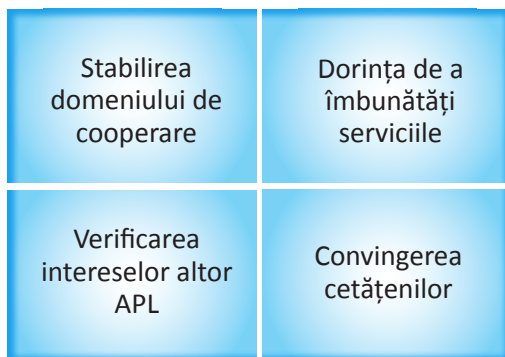 Stabilirea
domeniului de
cooperare
Dorința de a
îmbunătăți
serviciile
Verificarea
intereselor altor
APL
Convingerea
cetățenilor